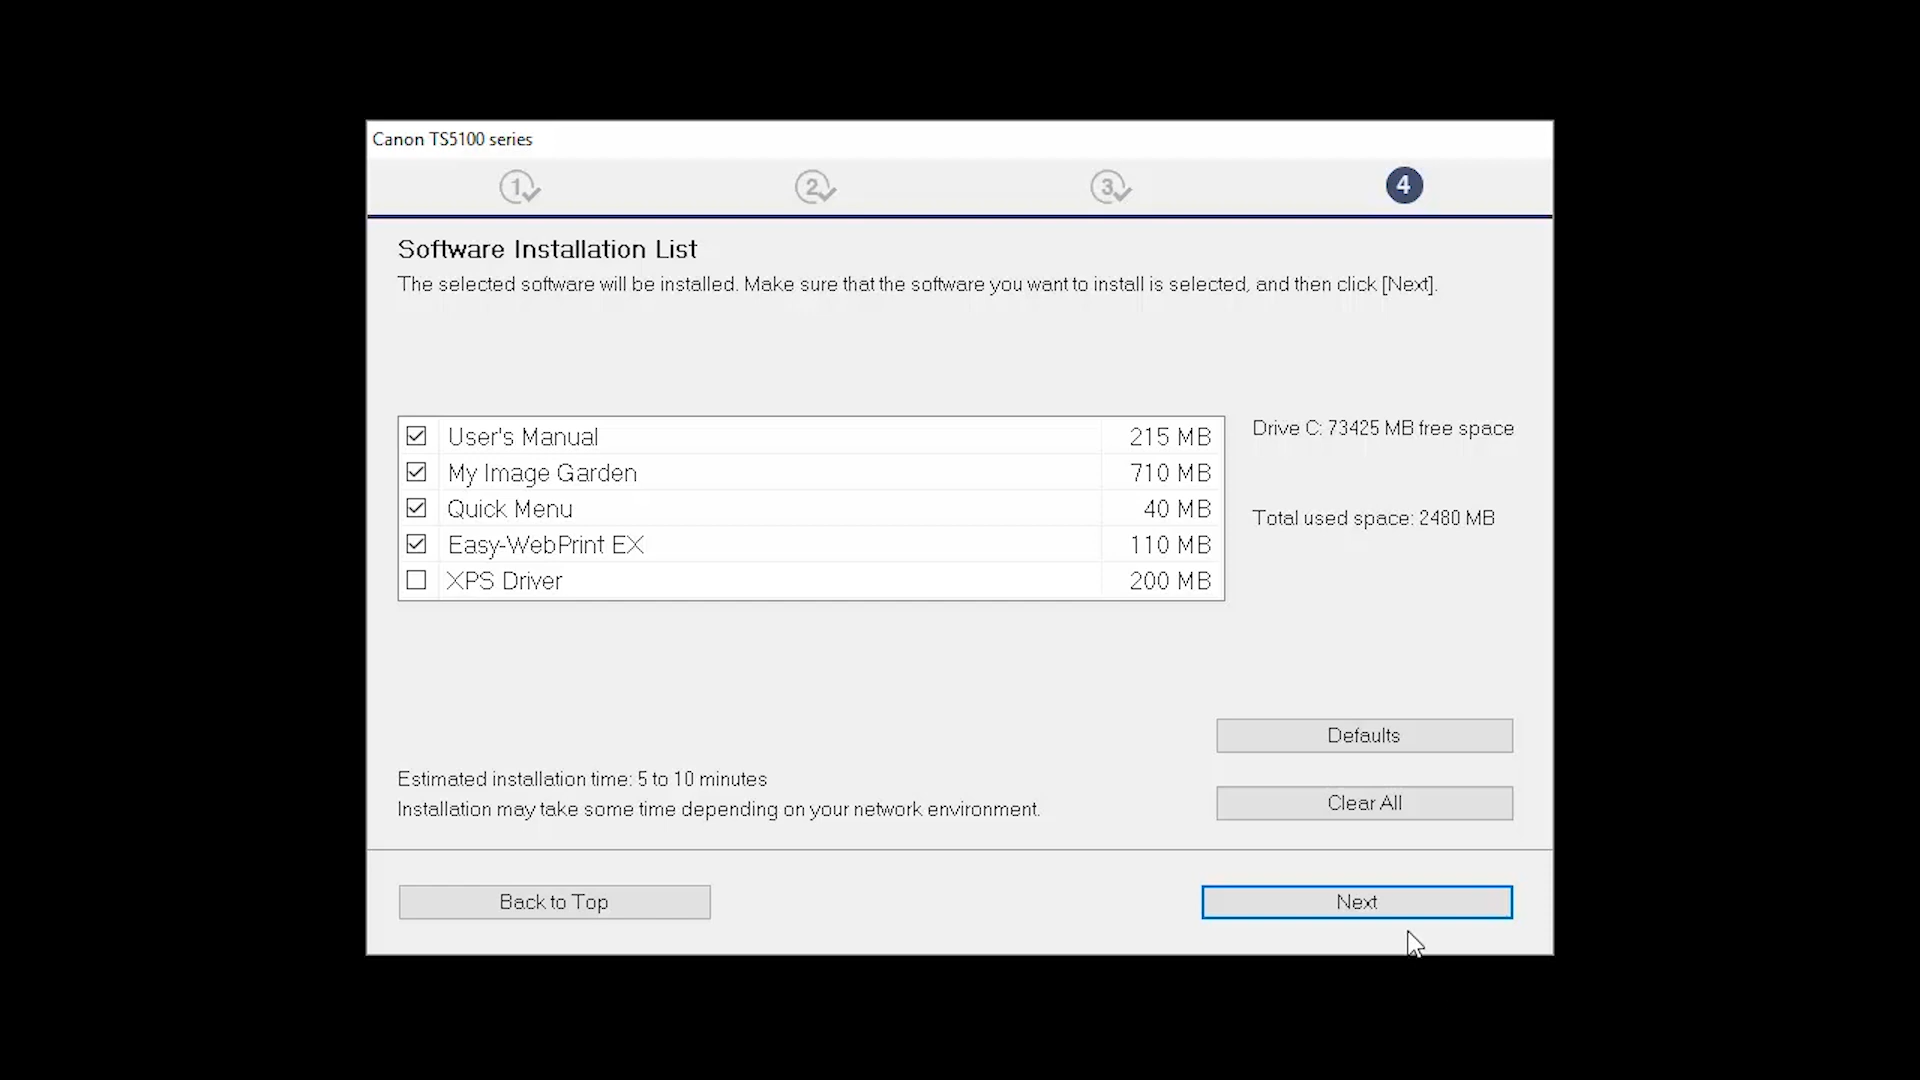 Canon TS5100 series
1
2
3
4
Software Installation List
The selected software will be installed. Make sure that the software you want to install is selected, and then click [Next].
User's Manual 215 MB
My Image Garden 710 MB
Quick Menu 40 MB
Easy-WebPrint EX 110 MB
XPS Driver 200 MB
Drive C: 73425 MB free space
Total used space: 2480 MB
Defaults
Estimated installation time: 5 to 10 minutes
Clear All
Installation may take some time depending on your network environment.
Back to Top
Next